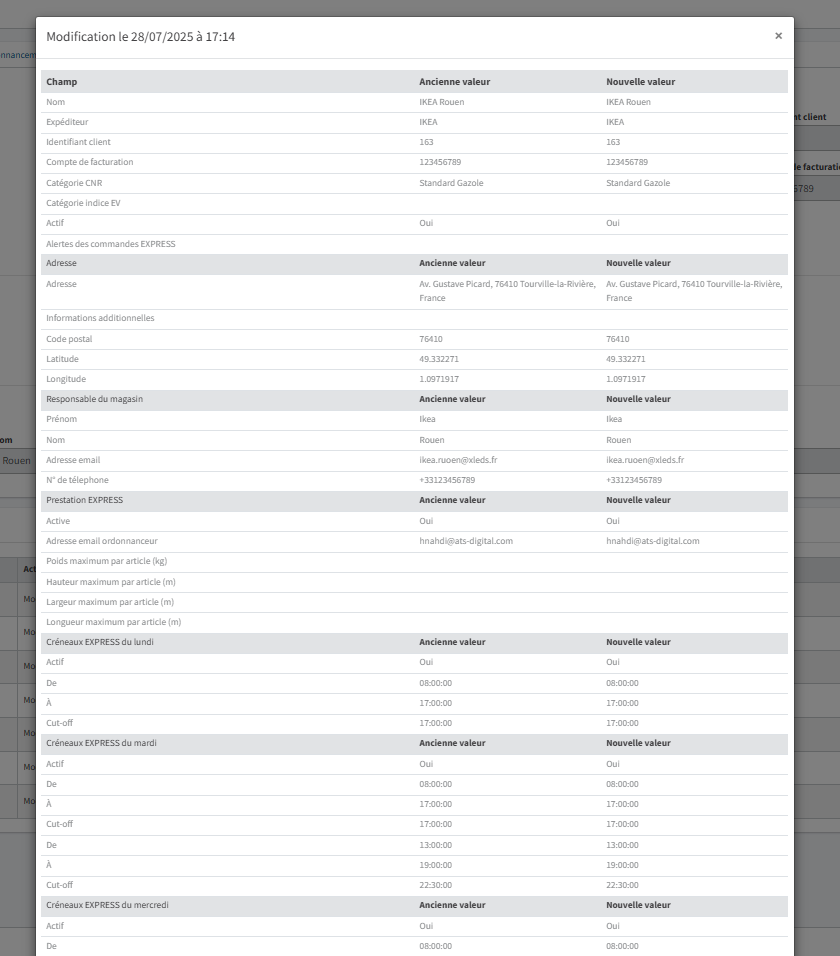 Modification le 28/07/2025 à 17:14 ×
nnancem
Champ Ancienne valeur Nouvelle valeur
Nom IKEA Rouen IKEA Rouen
nt client
Expéditeur IKEA IKEA
Identifiant client 163 163
Compte de facturation 123456789 123456789
de facturatio
Catégorie CNR Standard Gazole Standard Gazole
6789
Catégorie indice EV
Actif Oui Oui
Alertes des commandes EXPRESS
Adresse Ancienne valeur Nouvelle valeur
Adresse Av. Gustave Picard, 76410 Tourville-la-Rivière, Av. Gustave Picard, 76410 Tourville-la-Rivière,
France France
Informations additionnelles
Code postal 76410 76410
Latitude 49.332271 49.332271
Longitude 1.0971917 1.0971917
Responsable du magasin Ancienne valeur Nouvelle valeur
Prénom Ikea Ikea
om
Nom Rouen Rouen
Rouen
Adresse email ikea.ruoen@xleds.fr ikea.ruoen@xleds.fr
N° de télephone +33123456789 +33123456789
Prestation EXPRESS Ancienne valeur Nouvelle valeur
Active Oui Oui
Adresse email ordonnanceur hnahdi@ats-digital.com hnahdi@ats-digital.com
Poids maximum par article (kg)
Act
Hauteur maximum par article (m)
Mo
Largeur maximum par article (m)
Longueur maximum par article (m)
Mo
Créneaux EXPRESS du lundi Ancienne valeur Nouvelle valeur
Actif Oui Oui
Mo
De 08:00:00 08:00:00
À 17:00:00 17:00:00
Mo
Cut-off 17:00:00 17:00:00
Mo
Créneaux EXPRESS du mardi Ancienne valeur Nouvelle valeur
Actif Oui Oui
Mo
De 08:00:00 08:00:00
À 17:00:00 17:00:00
Mo
Cut-off 17:00:00 17:00:00
De 13:00:00 13:00:00
À 19:00:00 19:00:00
Cut-off 22:30:00 22:30:00
Créneaux EXPRESS du mercredi Ancienne valeur Nouvelle valeur
Actif Oui Oui
De 08:00:00 08:00:00